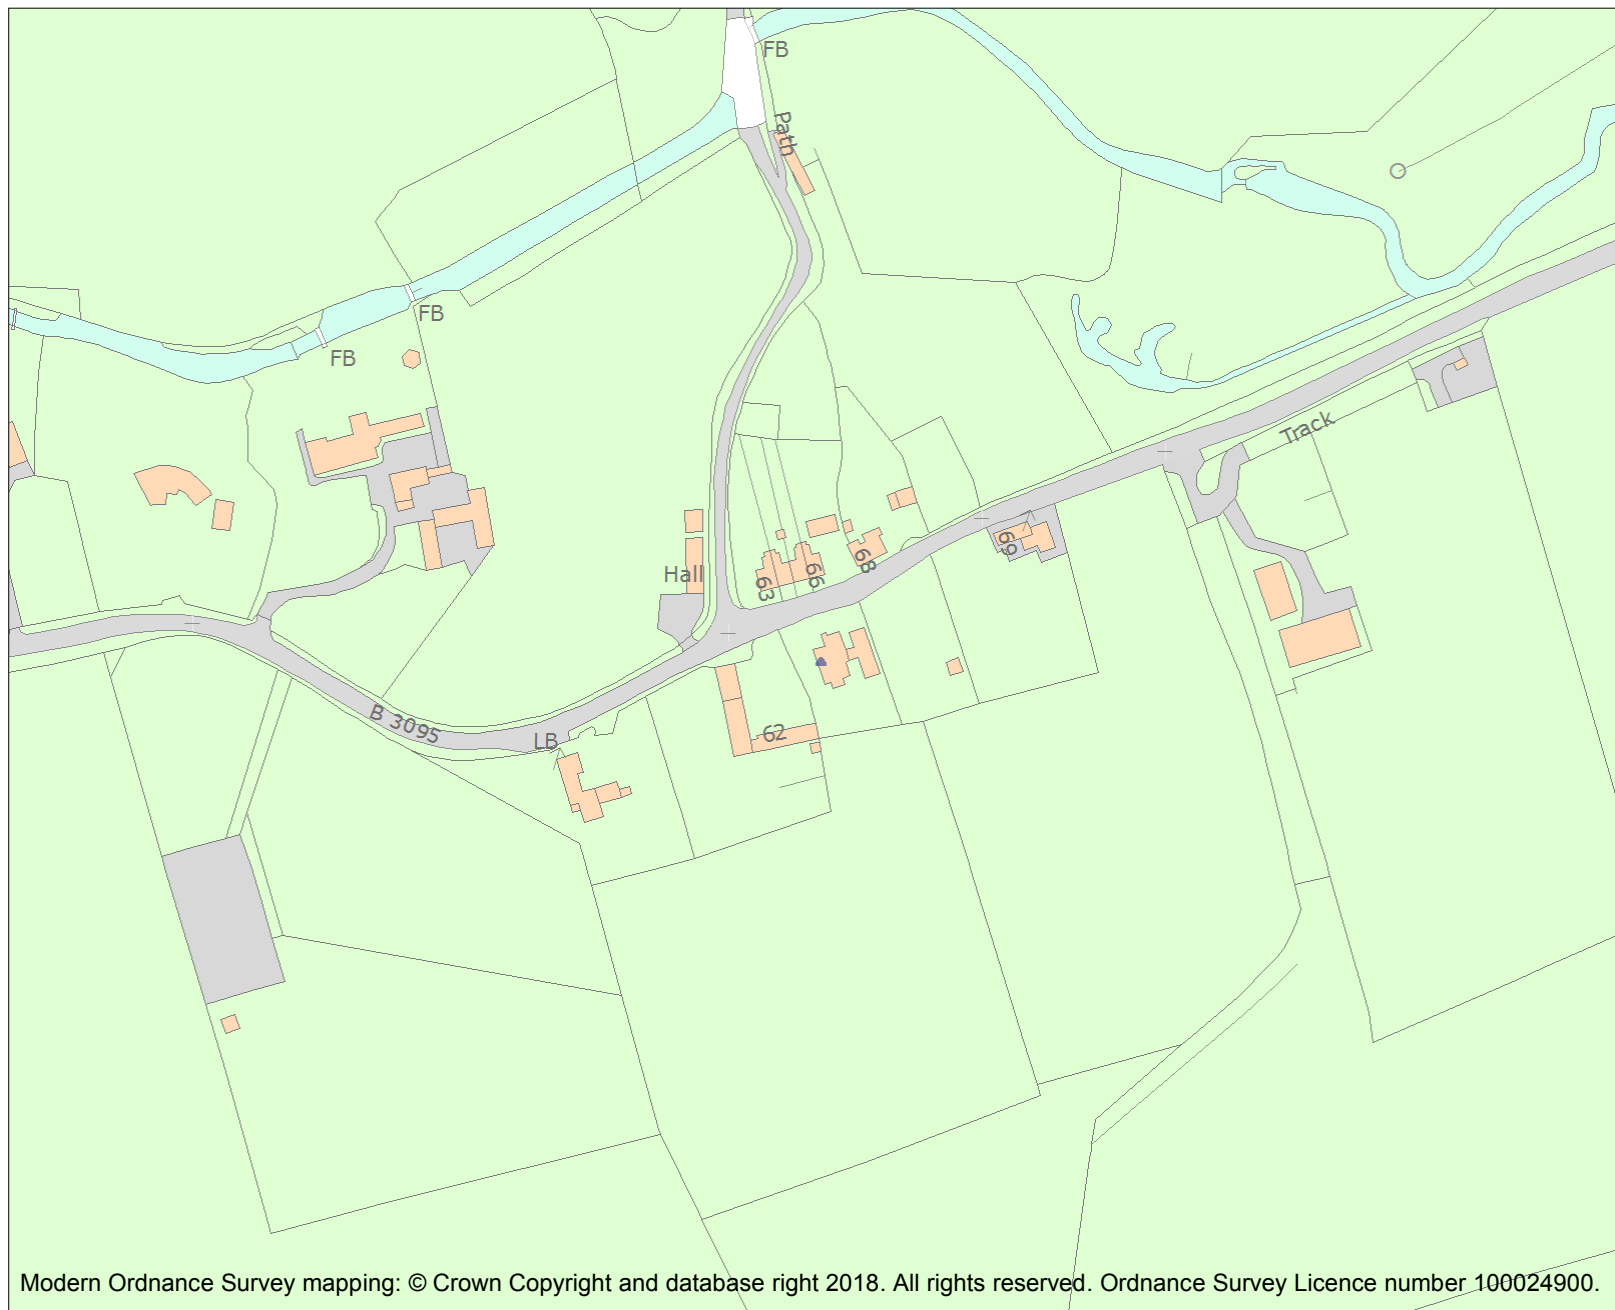 FB
Path
FB
FB
Track
69
68
66
63
Hall
B 3095
LB
62
Modern Ordnance Survey mapping: © Crown Copyright and database right 2018. All rights reserved. Ordnance Survey Licence number 100024900.